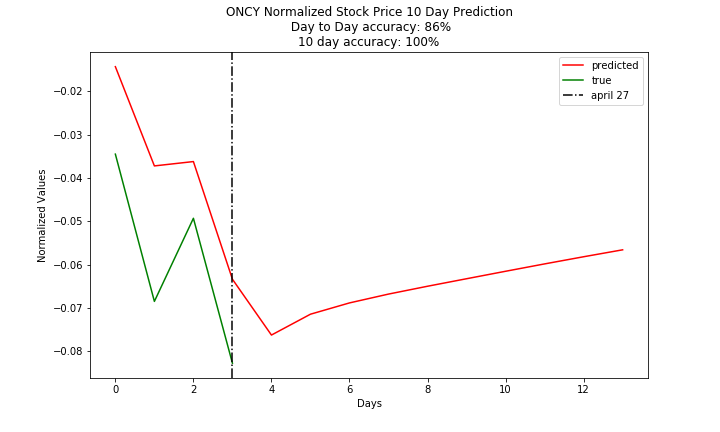 ONCY Normalized Stock Price 10 Day Prediction
Day to Day accuracy: 86%
10 day accuracy: 100%
predicted
true
april 27
−0.02
−0.03
−0.04
−0.05
−0.06
−0.07
−0.08
Normalized Values
0 2 4 6 8 10 12
Days